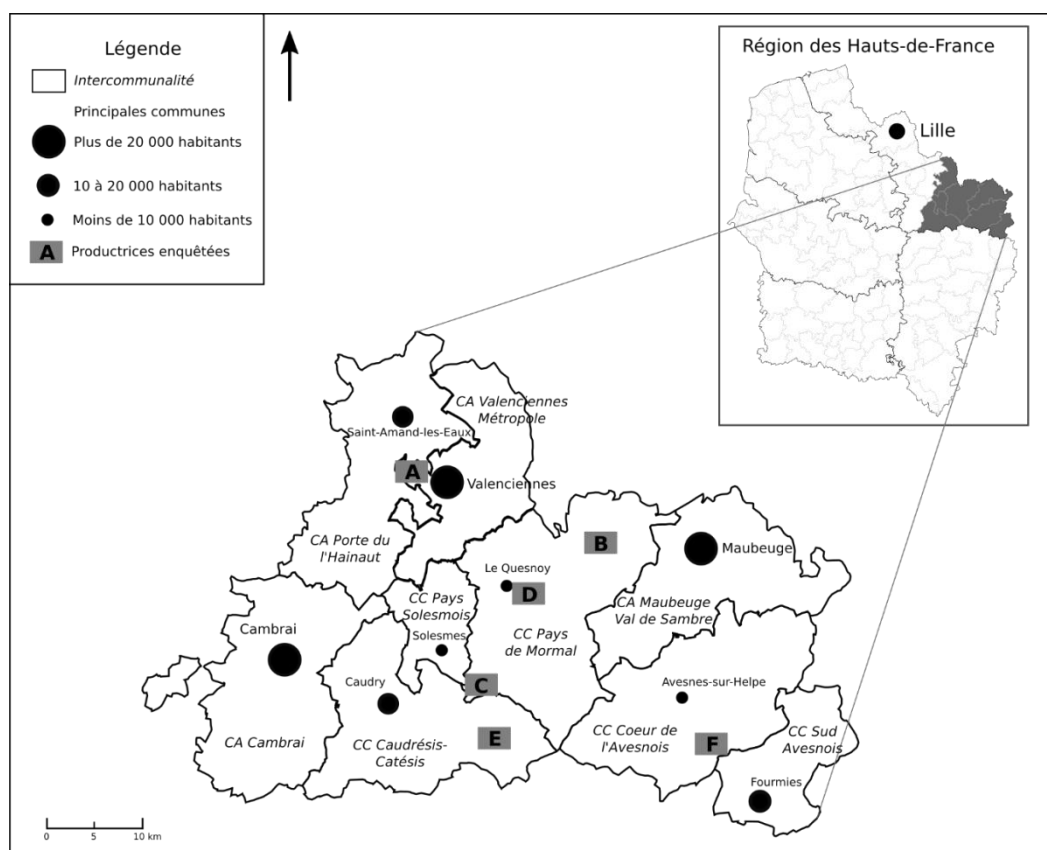 Légende
Intercommunalité
Principales communes
Plus de 20 000 habitants
10 à 20 000 habitants
Moins de 10 000 habitants
A Productrices enquêtées
Région des Hauts-de-France
Lille
CA Valenciennes
Métropole
Saint-Amand-les-Eaux
A
Valenciennes
CA Porte du
l'Hainaut
B
Maubeuge
Le Quesnoy
D
CC Pays
Solesmois
CA Maubeuge
Val de Sambre
Solesmes
CC Pays
de Mormal
Cambrai
Caudry
C
Avesnes-sur-Helpe
CA Cambrai
CC Caudrésis-
Catésis
E
CC Coeur de
l'Avesnois
F
CC Sud
Avesnois
Fourmies
0 5 10 km